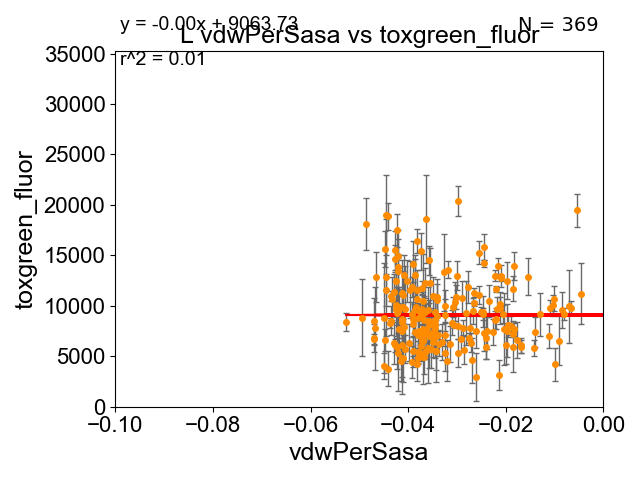 y = -0.00x + 9063.73
N = 369
L vdwPerSasa vs toxgreen_fluor
r^2 = 0.01
35000
30000
25000
20000
15000
10000
5000
0
toxgreen_fluor
−0.10 −0.08 −0.06 −0.04 −0.02 0.00
vdwPerSasa